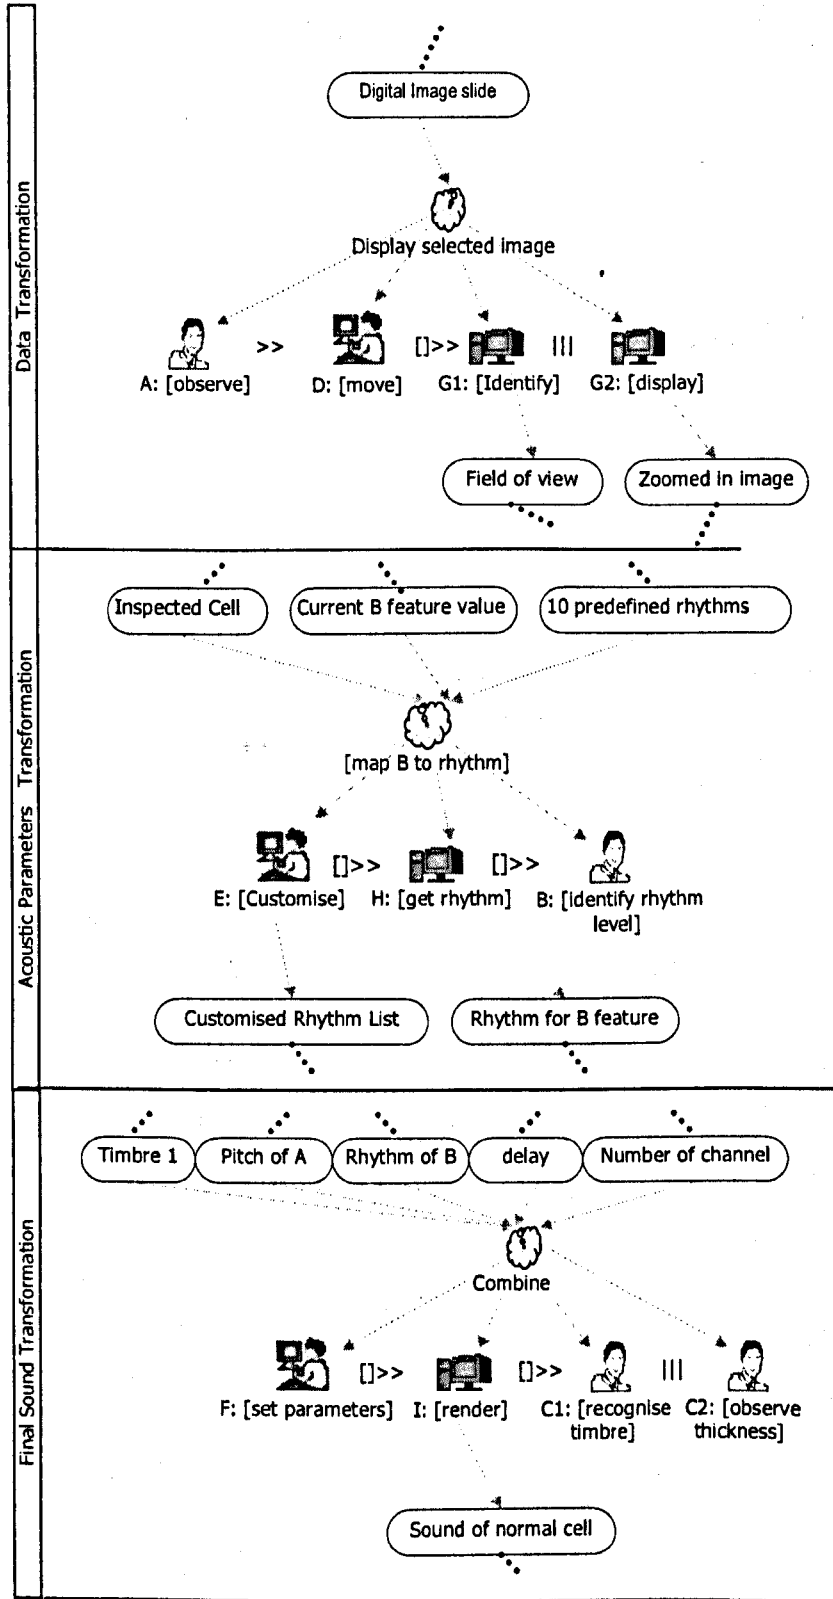 Data Transformation
Digital Image slide
Display selected image
>> []>> |||
A: [observe] D: [move] G1: [Identify] G2: [display]
Field of view Zoomed in image
Acoustic Parameters Transformation
Inspected Cell Current B feature value 10 predefined rhythms
[map B to rhythm]
[]>> []>>
E: [Customise] H: [get rhythm] B: [identify rhythm
level]
Customised Rhythm List Rhythm for B feature
Final Sound Transformation
Timbre 1 Pitch of A Rhythm of B delay Number of channel
Combine
[]>> []>> |||
F: [set parameters] I: [render] C1: [recognise C2: [observe
timbre] thickness]
Sound of normal cell